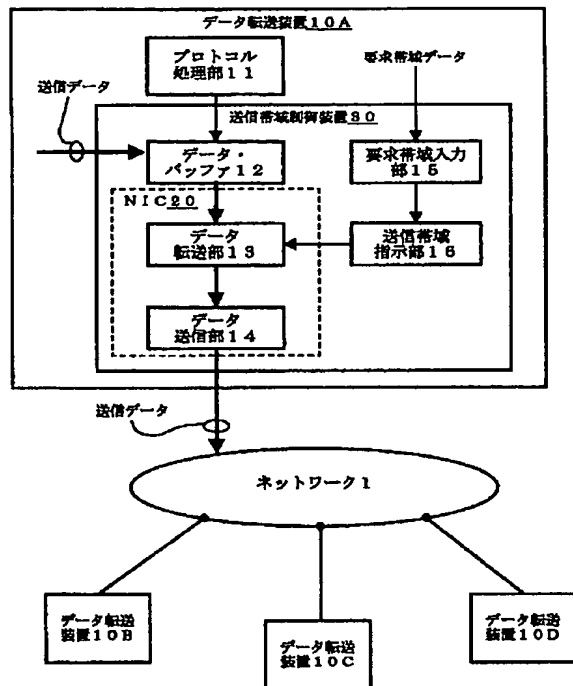 データ転送装置10A
プロトコル
処理部11
要求帯域データ
送信データ
送信帯域制御装置30
データ・
バッファ12
要求帯域入力
部15
NIC20
データ
転送部13
送信帯域
指示部16
データ
送信部14
送信データ
ネットワーク1
データ転送
装置10B
データ転送
装置10C
データ転送
装置10D